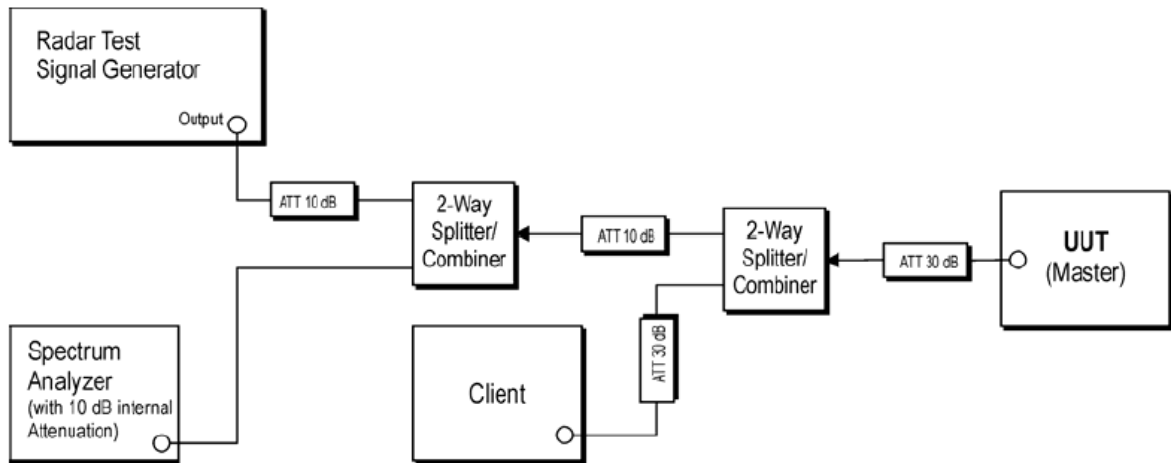 Radar Test
Signal Generator
Output
ATT 10 dB
2-Way
Splitter/
Combiner
ATT 10 dB
2-Way
Splitter/
Combiner
ATT 30 dB
UUT
(Master)
Spectrum
Analyzer
(with 10 dB internal
Attenuation)
Client
ATT 30 dB